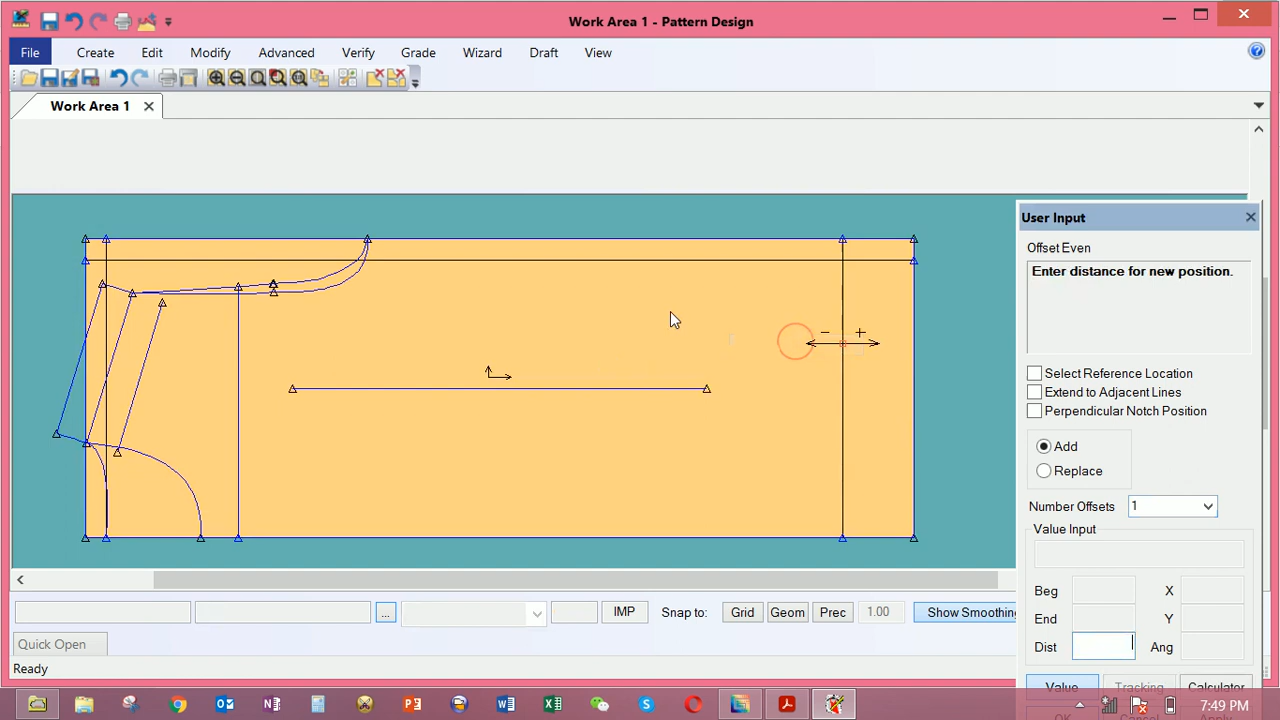 Work Area 1 - Pattern Design
File Create Edit Modify Advanced Verify Grade Wizard Draft View
Work Area 1
User Input
Offset Even
Enter distance for new position.
Select Reference Location
Extend to Adjacent Lines
Perpendicular Notch Position
Add
Replace
Number Offsets 1
Value Input
Beg X
End Y
Dist Ang
Value Tracking Calculator
OK Cancel Apply
... IMP Snap to: Grid Geom Prec 1.00 Show Smoothing
Quick Open
Ready
7:49 PM